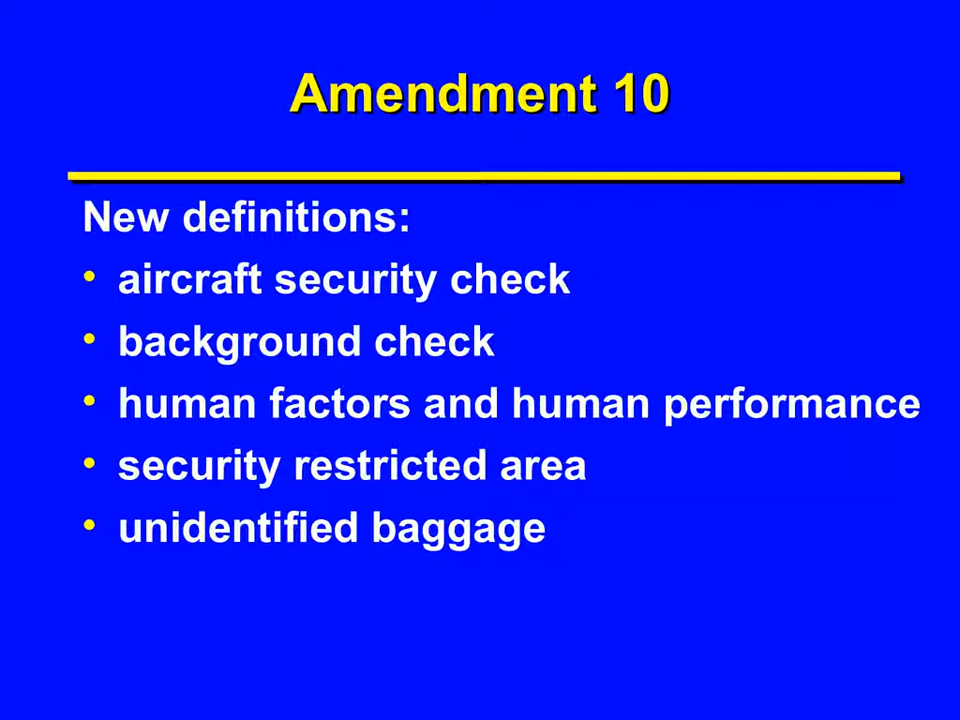 Amendment 10
New definitions:
• aircraft security check
• background check
• human factors and human performance
• security restricted area
• unidentified baggage